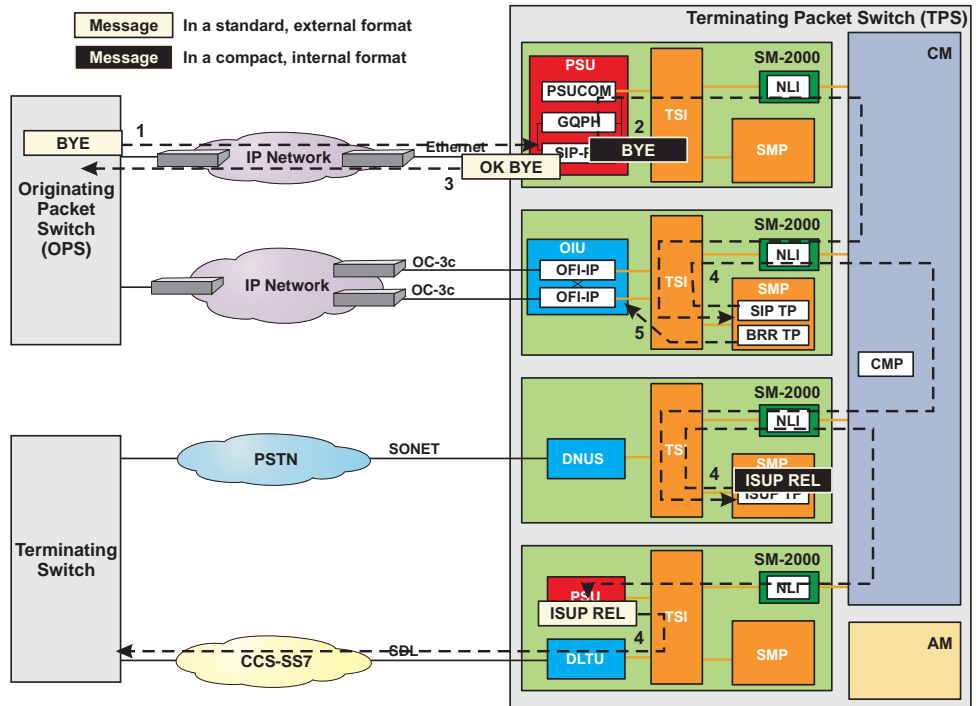 Terminating Packet Switch (TPS)
Message In a standard, external format
Message In a compact, internal format
SM-2000
CM
PSU
PSUCOM
NLI
TSI
GQPH
1
2
BYE
BYE
IP Network
Ethernet
SMP
3
OK BYE
Originating
Packet
Switch
(OPS)
SM-2000
OIU
NLI
OC-3c
OFI-IP
TSI
4
IP Network
SMP
OC-3c
OFI-IP
SIP TP
5
BRR TP
CMP
SM-2000
NLI
SONET
PSTN
DNUS
4
SMP
ISUP REL
ISUP TP
Terminating
Switch
SM-2000
PSU
NLI
ISUP REL
TSI
4
SDL
CCS-SS7
DLTU
SMP
AM